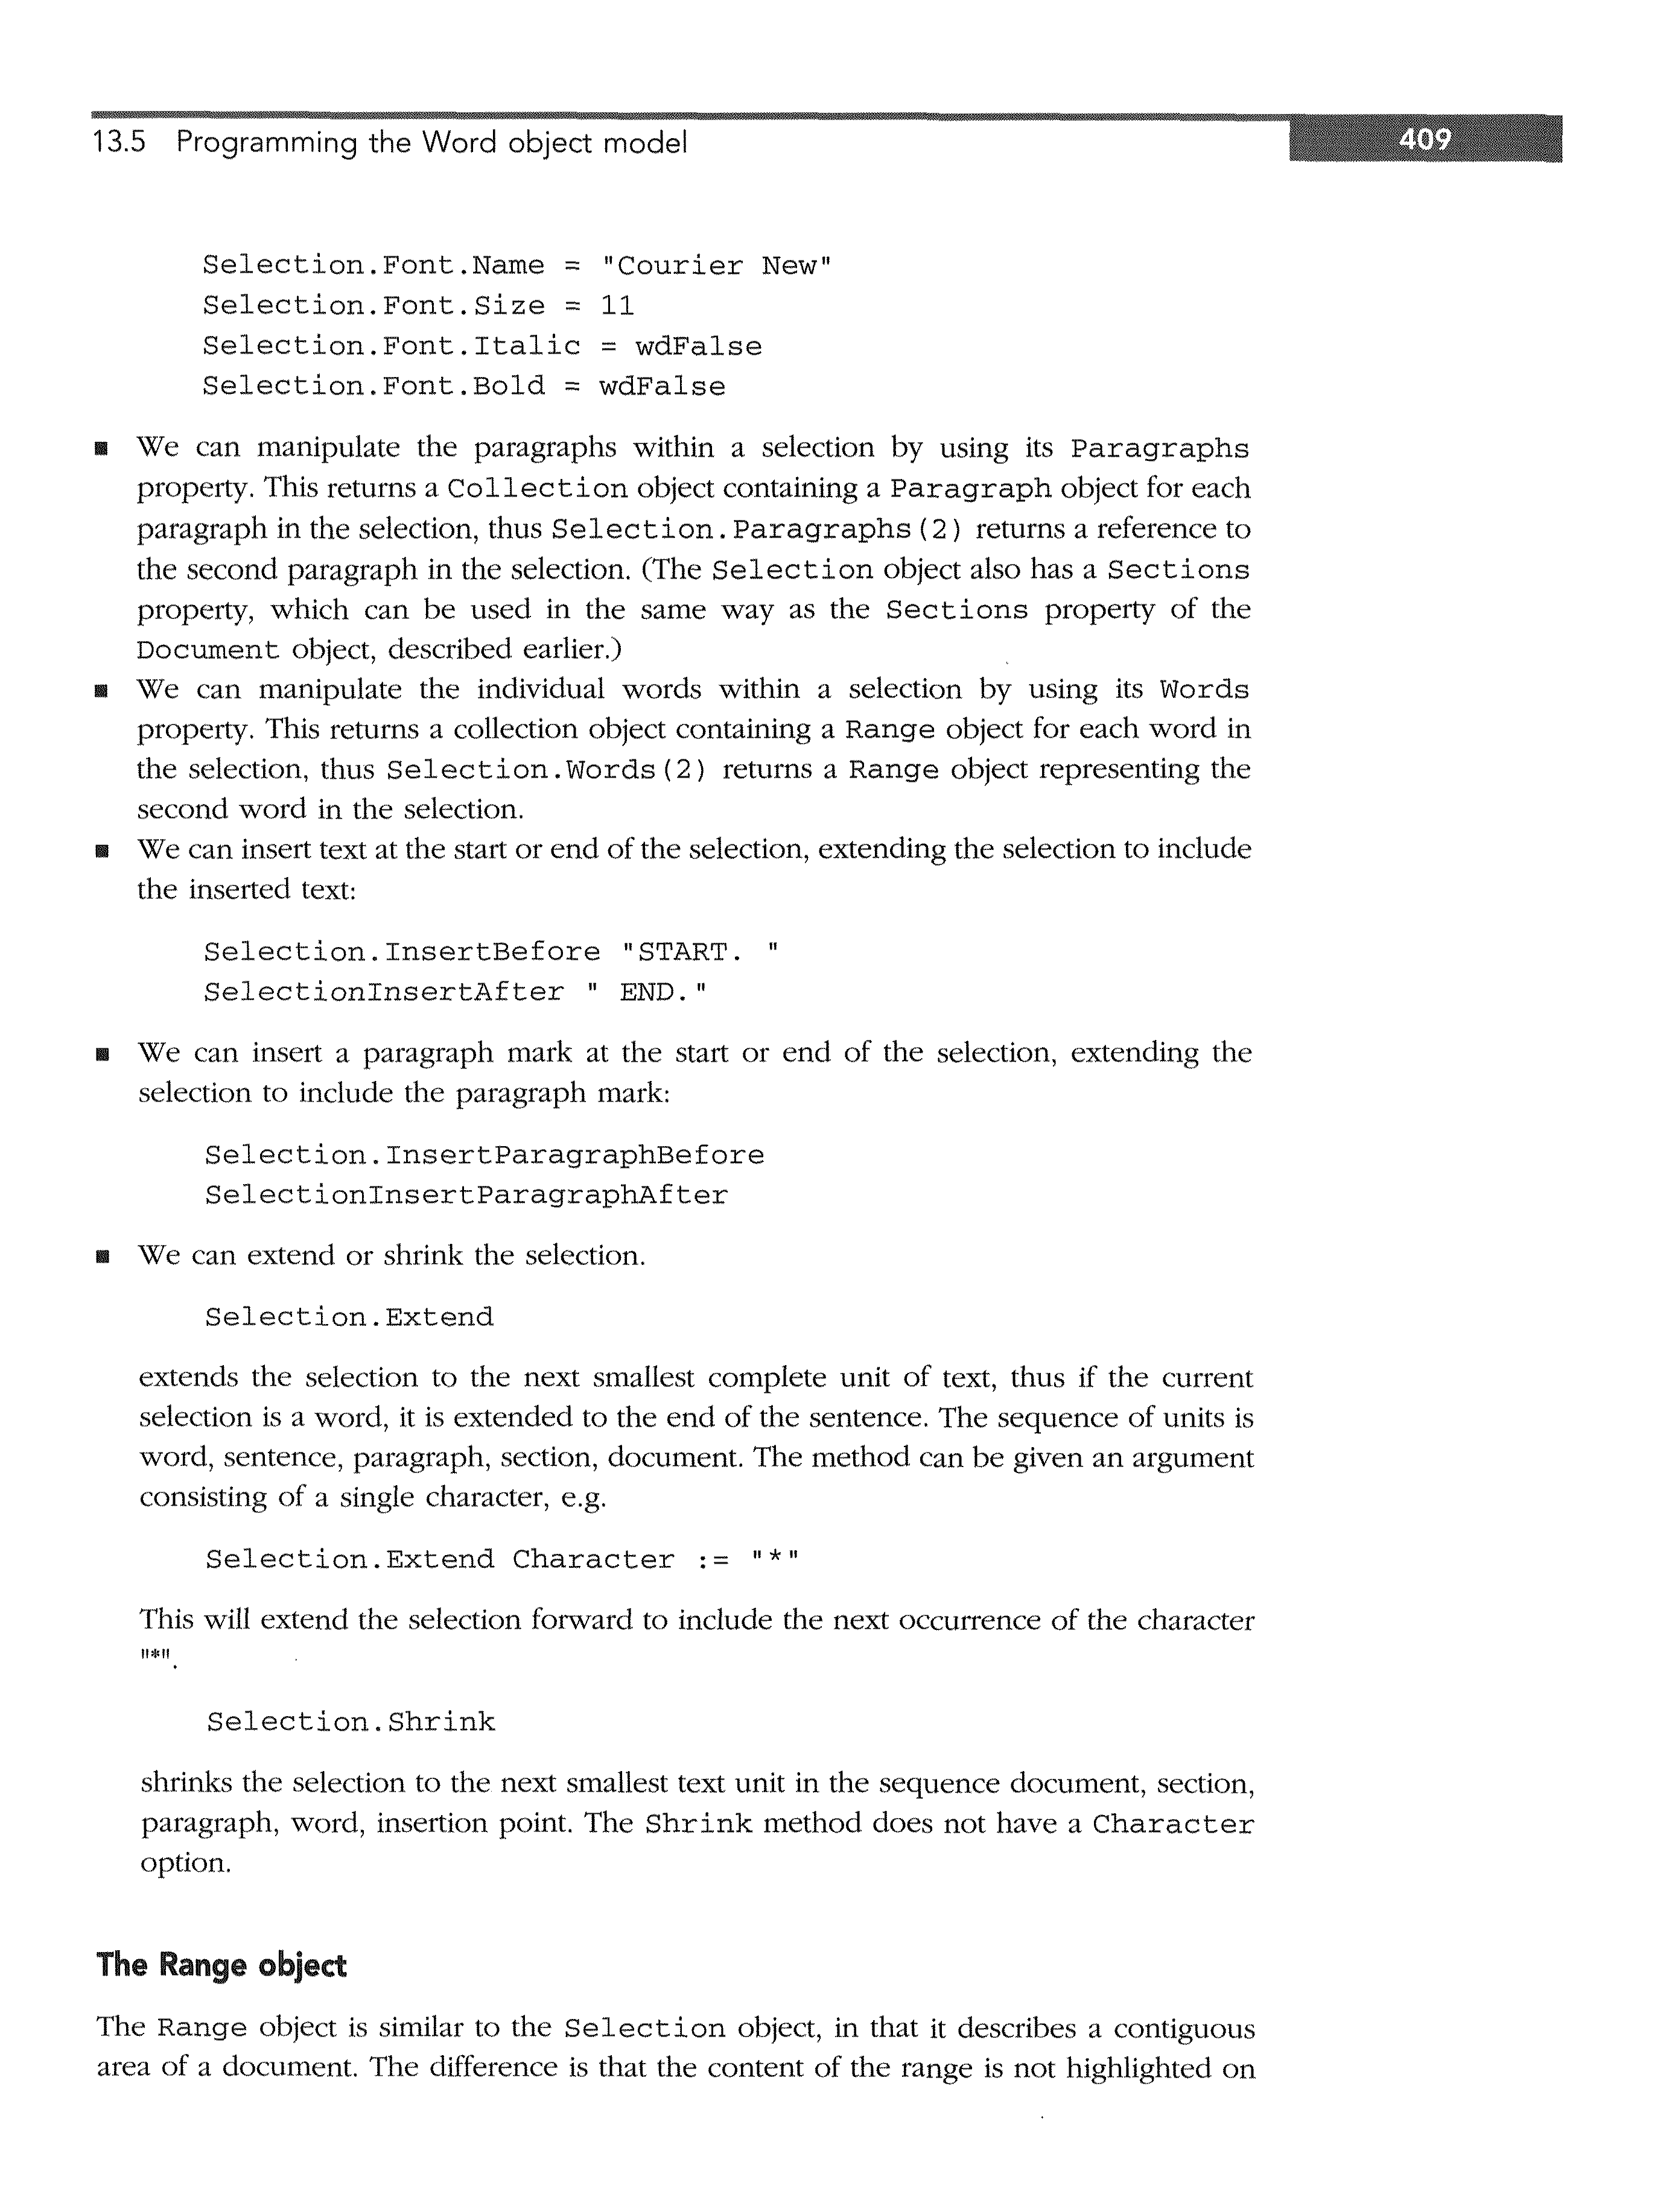 13.5 Programming the Word object model 409
Selection.Font.Name = "Courier New"
Selection.Font.Size = 11
Selection.Font.Italic = wdFalse
Selection.Font.Bold = wdFalse
■ We can manipulate the paragraphs within a selection by using its Paragraphs
property. This returns a Collection object containing a Paragraph object for each
paragraph in the selection, thus Selection.Paragraphs(2) returns a reference to
the second paragraph in the selection. (The Selection object also has a Sections
property, which can be used in the same way as the Sections property of the
Document object, described earlier.)
■ We can manipulate the individual words within a selection by using its Words
property. This returns a collection object containing a Range object for each word in
the selection, thus Selection.Words(2) returns a Range object representing the
second word in the selection.
■ We can insert text at the start or end of the selection, extending the selection to include
the inserted text:
Selection.InsertBefore "START. "
SelectionInsertAfter " END."
■ We can insert a paragraph mark at the start or end of the selection, extending the
selection to include the paragraph mark:
Selection.InsertParagraphBefore
SelectionInsertParagraphAfter
■ We can extend or shrink the selection.
Selection.Extend
extends the selection to the next smallest complete unit of text, thus if the current
selection is a word, it is extended to the end of the sentence. The sequence of units is
word, sentence, paragraph, section, document. The method can be given an argument
consisting of a single character, e.g.
Selection.Extend Character := "*"
This will extend the selection forward to include the next occurrence of the character
"*".
Selection.Shrink
shrinks the selection to the next smallest text unit in the sequence document, section,
paragraph, word, insertion point. The Shrink method does not have a Character
option.
The Range object
The Range object is similar to the Selection object, in that it describes a contiguous
area of a document. The difference is that the content of the range is not highlighted on